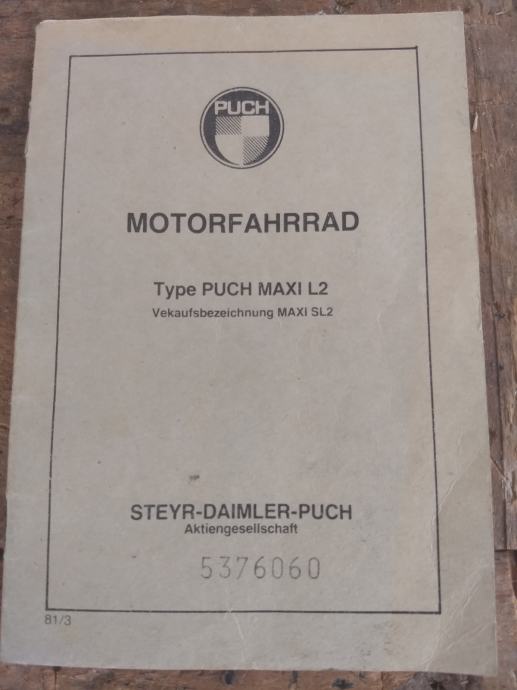 PUCH
MOTORFAHRRAD
Type PUCH MAXI L2
Vekaufsbezeichnung MAXI SL2
STEYR-DAIMLER-PUCH
Aktiengesellschaft
5376060
81/3